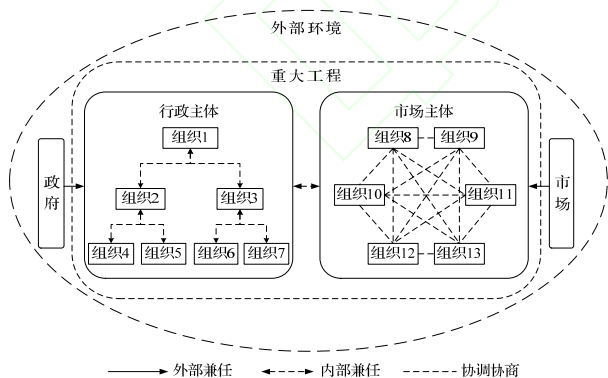 外部环境
重大工程
行政主体
市场主体
组织1
组织8
组织9
政府
组织2
组织3
组织10
组织11
市场
组织4
组织5
组织6
组织7
组织12
组织13
外部兼任
内部兼任
协调协商